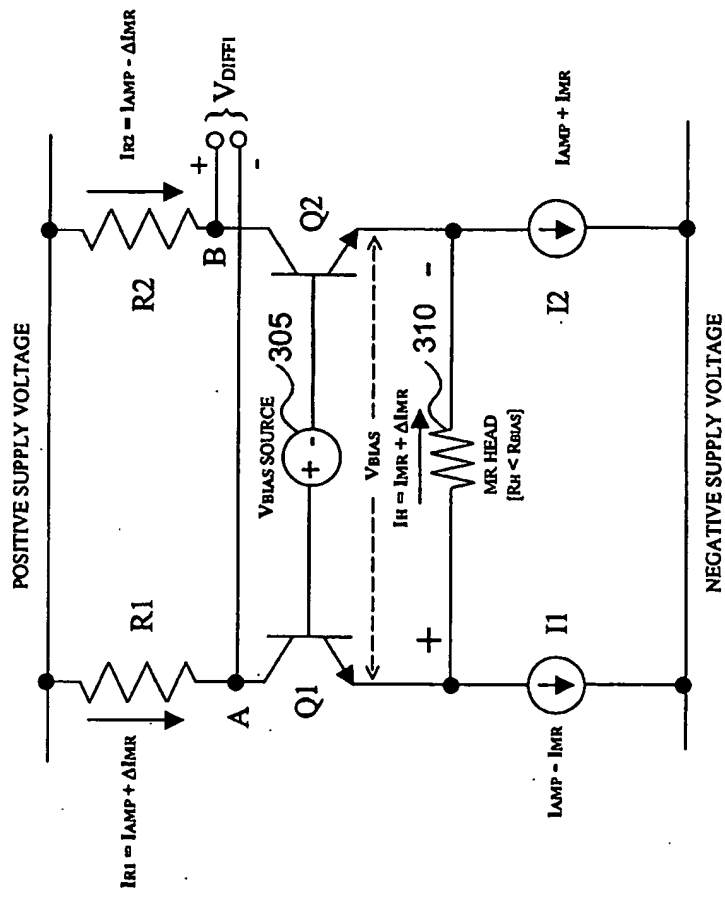 POSITIVE SUPPLY VOLTAGE
IR1 = IAMP + ΔIMR
IR2 = IAMP - ΔIMR
R1
R2
A
B
+
-
VDIFF1
Q1
Q2
VBIAS SOURCE
305
+ -
VBIAS
IH = IMR + ΔIMR
310
+
-
MR HEAD
[RH < RBIAS]
IAMP - IMR
I1
I2
IAMP + IMR
NEGATIVE SUPPLY VOLTAGE